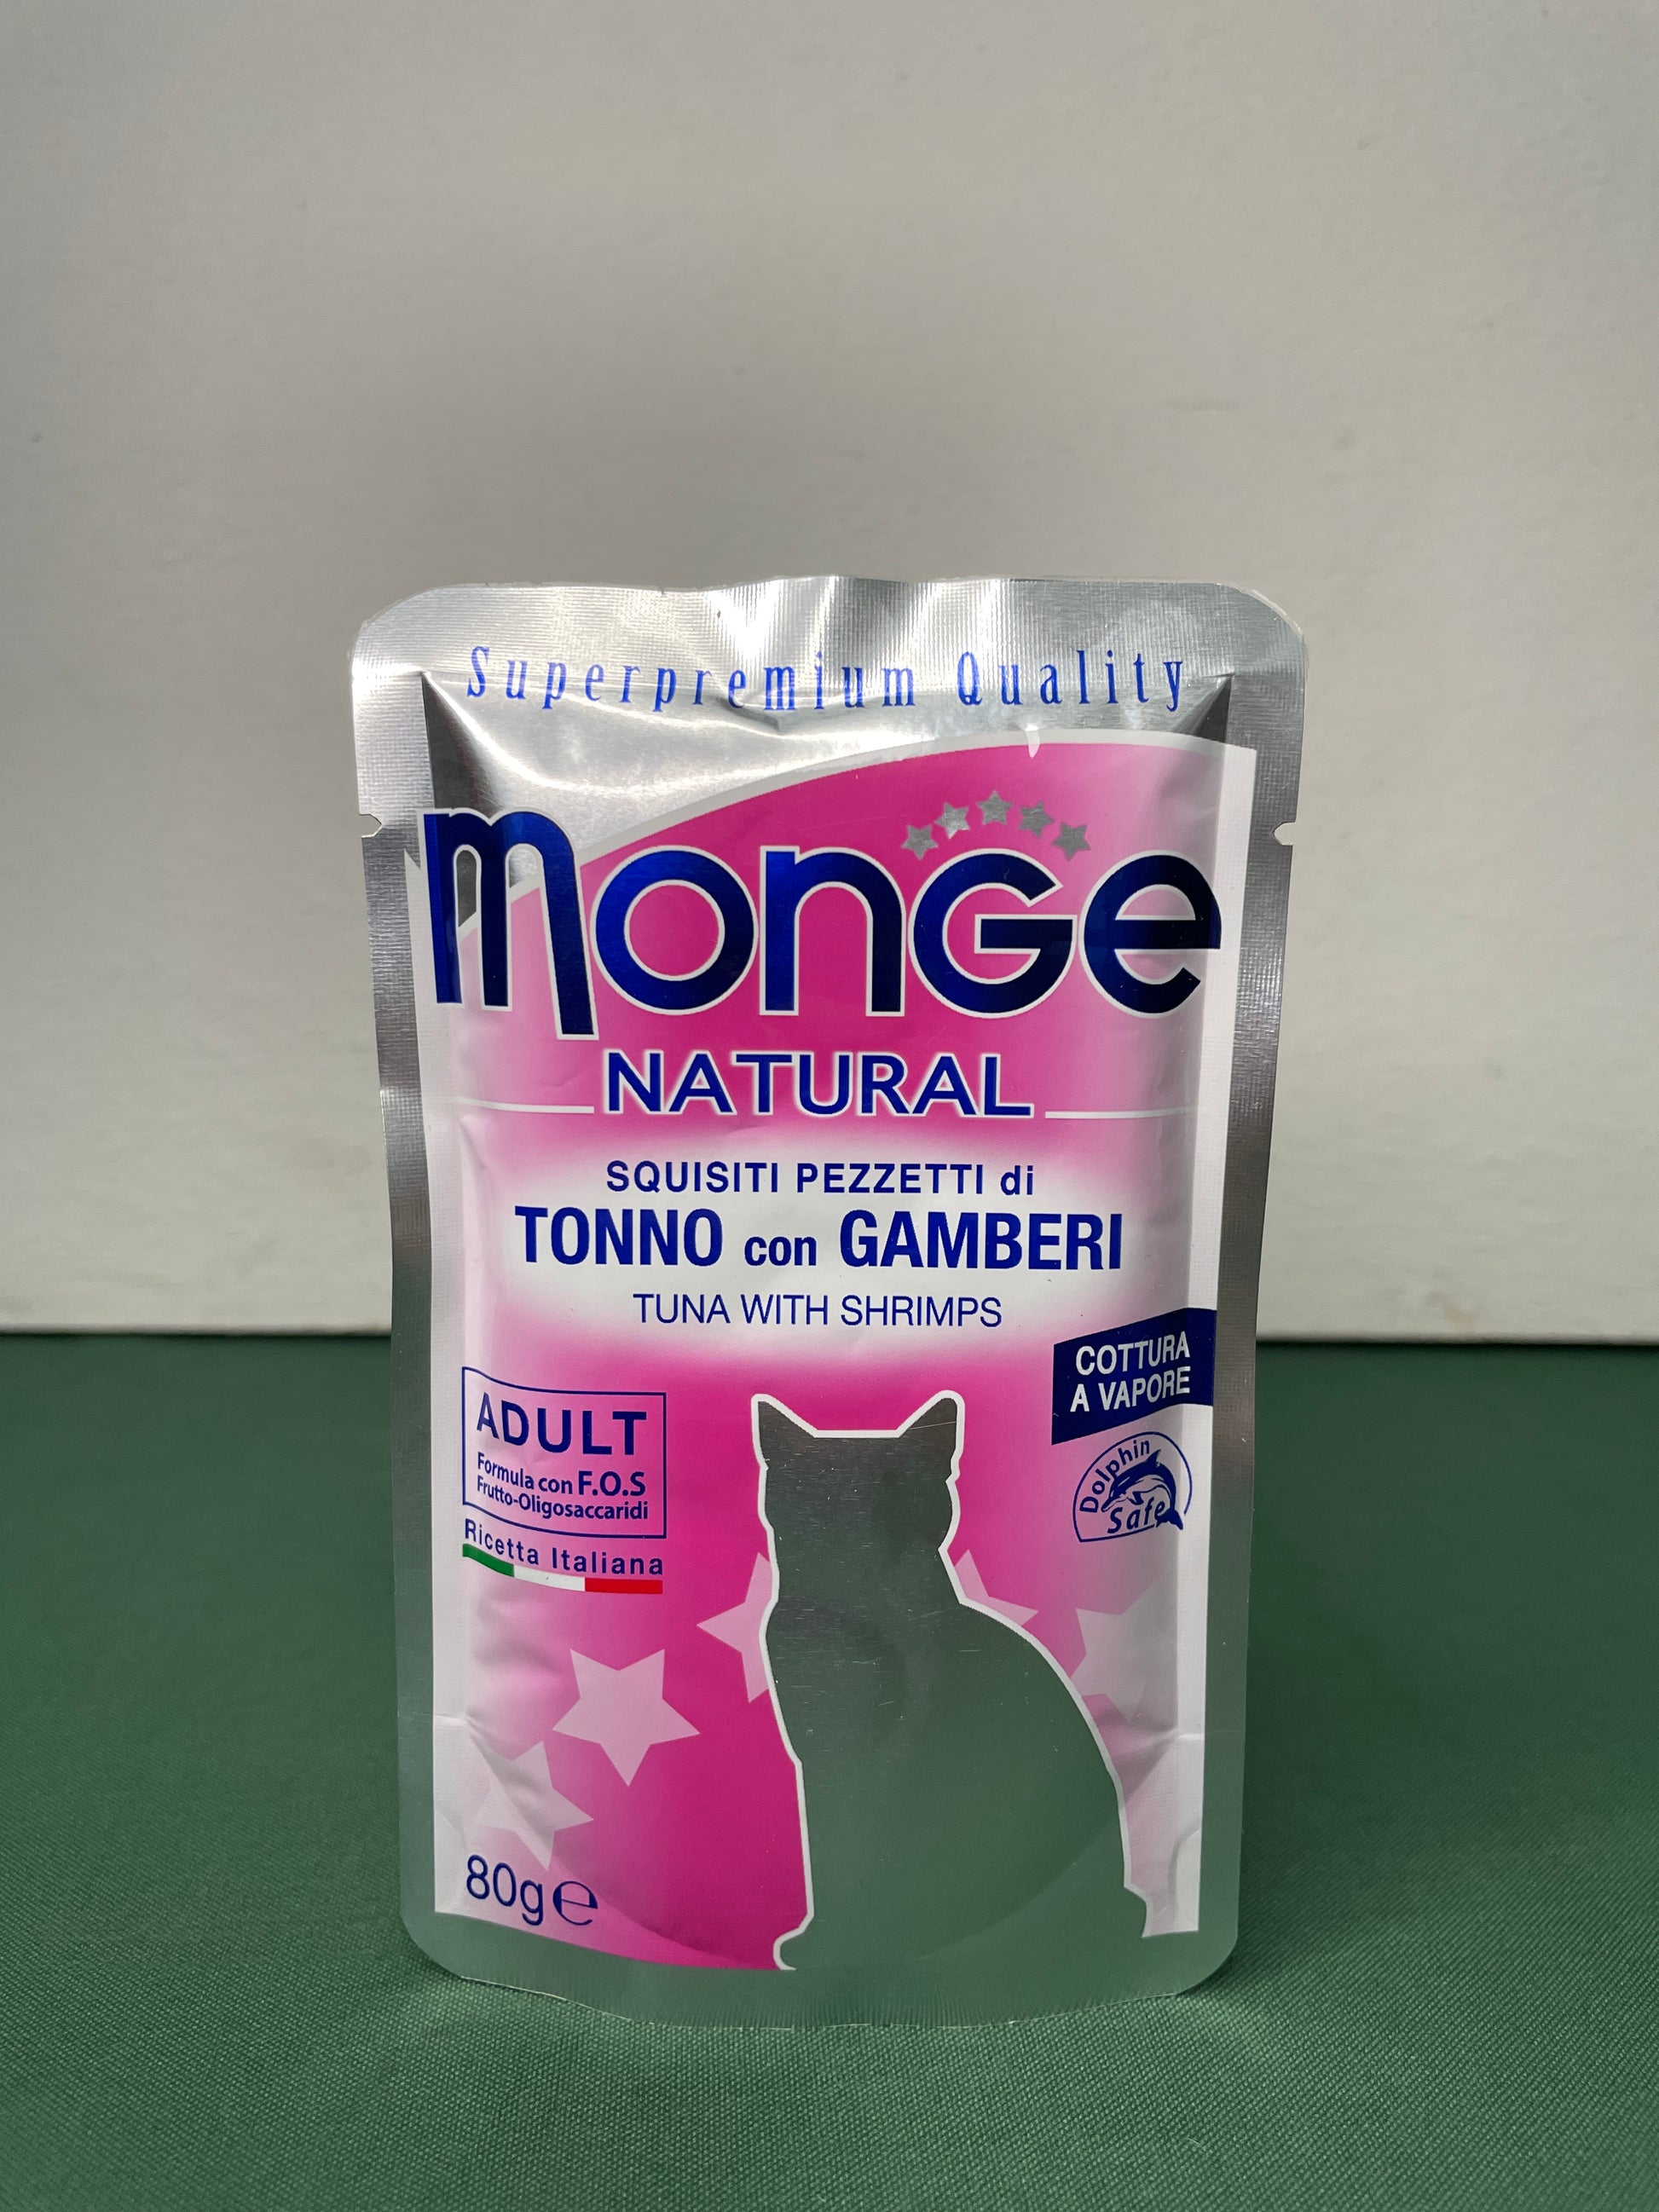 Superpremium Quality
monGe
NATURAL
SQUISITI PEZZETTI di
TONNO con GAMBERI
TUNA WITH SHRIMPS
COTTURA
A VAPORE
ADULT
Formula con F.O.S
Frutto-Oligosaccaridi
Ricetta Italiana
Dolphin
Safe
80g℮